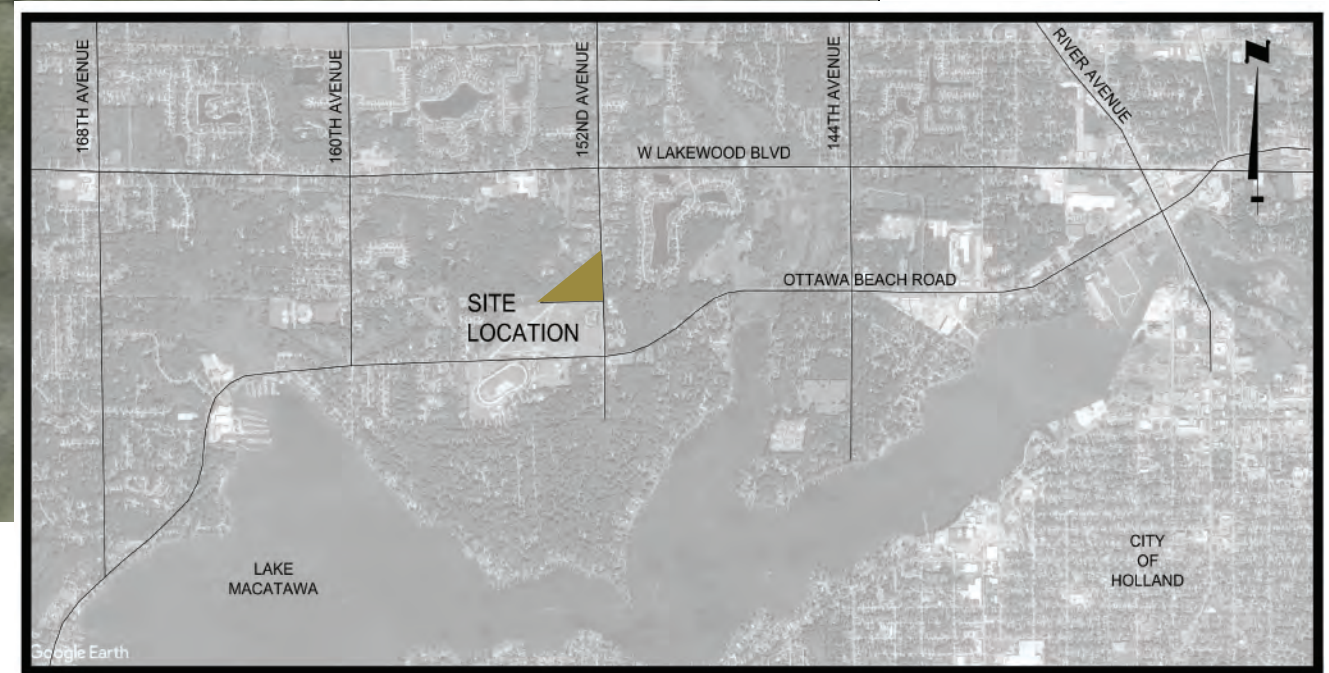 168TH AVENUE
160TH AVENUE
152ND AVENUE
144TH AVENUE
RIVER AVENUE
N
W LAKEWOOD BLVD
OTTAWA BEACH ROAD
SITE
LOCATION
LAKE
MACATAWA
CITY
OF
HOLLAND
Google Earth